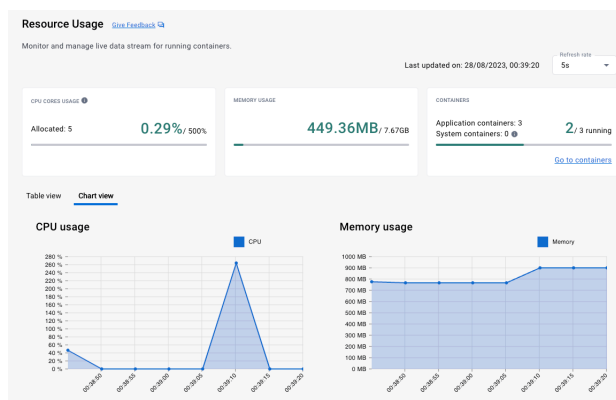 Resource Usage Give Feedback
Monitor and manage live data stream for running containers.
Last updated on: 28/08/2023, 00:39:20
Refresh rate
5s
CPU CORES USAGE
Allocated: 5
0.29% / 500%
MEMORY USAGE
449.36MB / 7.67GB
CONTAINERS
Application containers: 3
System containers: 0
2 / 3 running
Go to containers
Table view Chart view
CPU usage
CPU
280 %
260 %
240 %
220 %
200 %
180 %
160 %
140 %
120 %
100 %
80 %
60 %
40 %
20 %
0 %
00:38:50 00:38:55 00:39:00 00:39:05 00:39:10 00:39:15 00:39:20
Memory usage
Memory
1000 MB
900 MB
800 MB
700 MB
600 MB
500 MB
400 MB
300 MB
200 MB
100 MB
0 MB
00:38:50 00:38:55 00:39:00 00:39:05 00:39:10 00:39:15 00:39:20